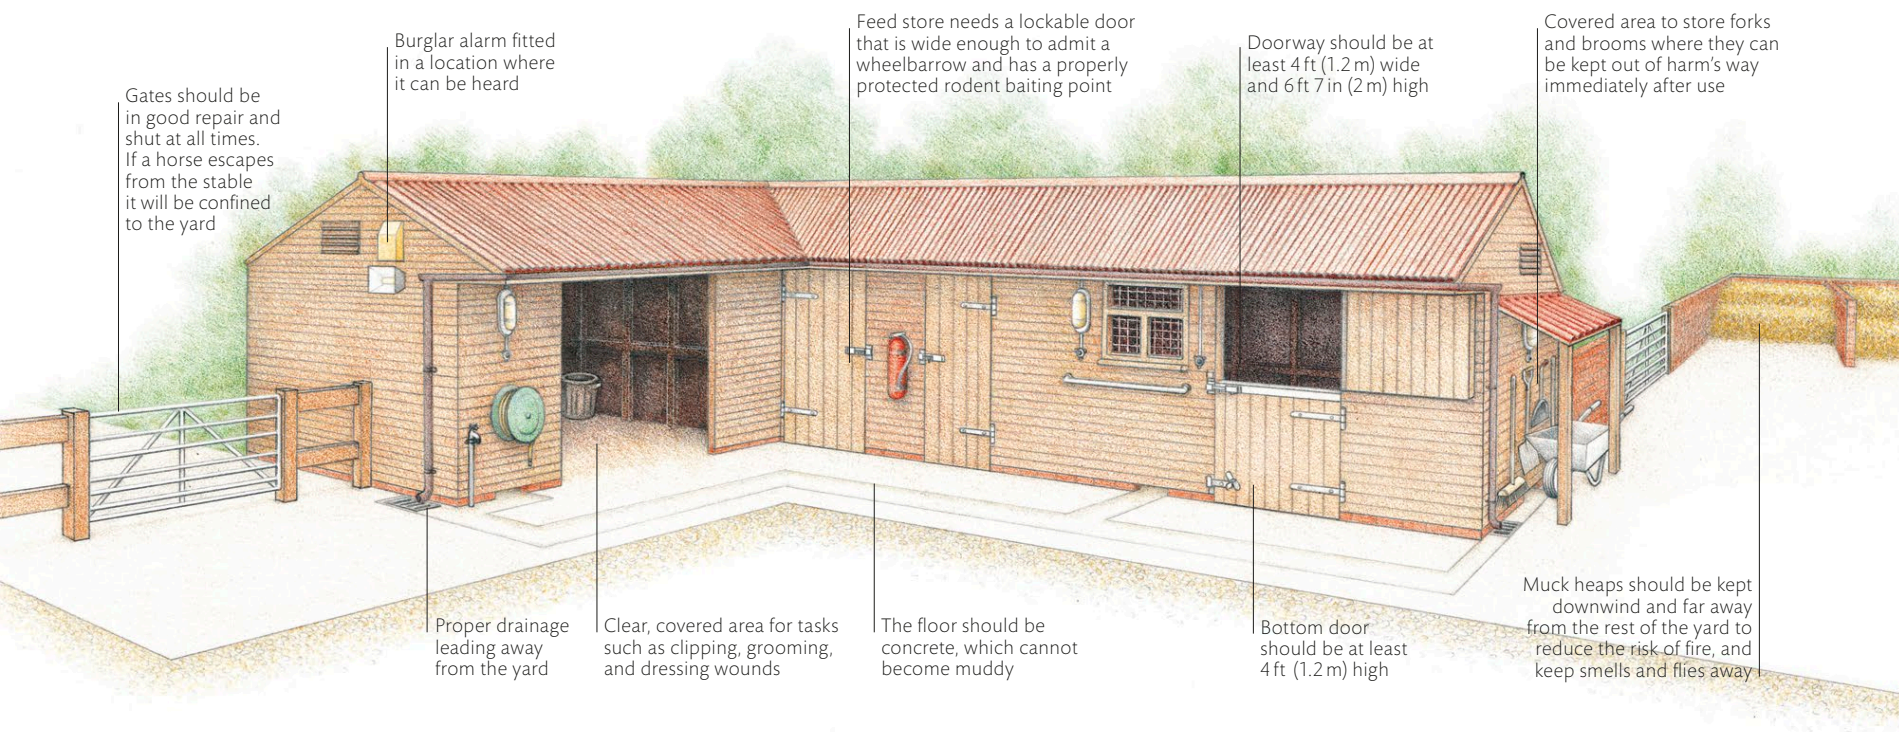 Gates should be
in good repair and
shut at all times.
If a horse escapes
from the stable
it will be confined
to the yard
Burglar alarm fitted
in a location where
it can be heard
Feed store needs a lockable door
that is wide enough to admit a
wheelbarrow and has a properly
protected rodent baiting point
Doorway should be at
least 4 ft (1.2 m) wide
and 6 ft 7 in (2 m) high
Covered area to store forks
and brooms where they can
be kept out of harm's way
immediately after use
Proper drainage
leading away
from the yard
Clear, covered area for tasks
such as clipping, grooming,
and dressing wounds
The floor should be
concrete, which cannot
become muddy
Bottom door
should be at least
4 ft (1.2 m) high
Muck heaps should be kept
downwind and far away
from the rest of the yard to
reduce the risk of fire, and
keep smells and flies away